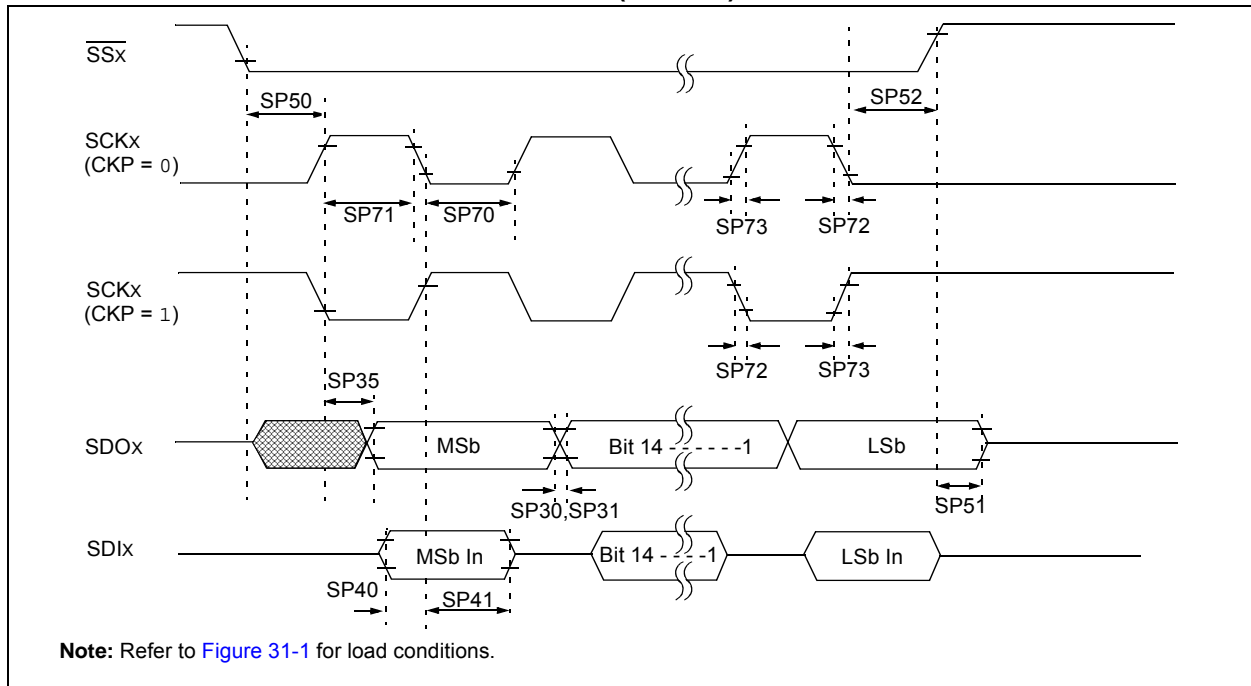 SSx
SP50
SP52
SCKx
(CKP = 0)
SP71
SP70
SP73
SP72
SCKx
(CKP = 1)
SP72
SP73
SP35
SDOx
MSb
Bit 14 - - - - - -1
LSb
SP30,SP31
SP51
SDIx
MSb In
Bit 14 - - - -1
LSb In
SP40
SP41
Note: Refer to Figure 31-1 for load conditions.